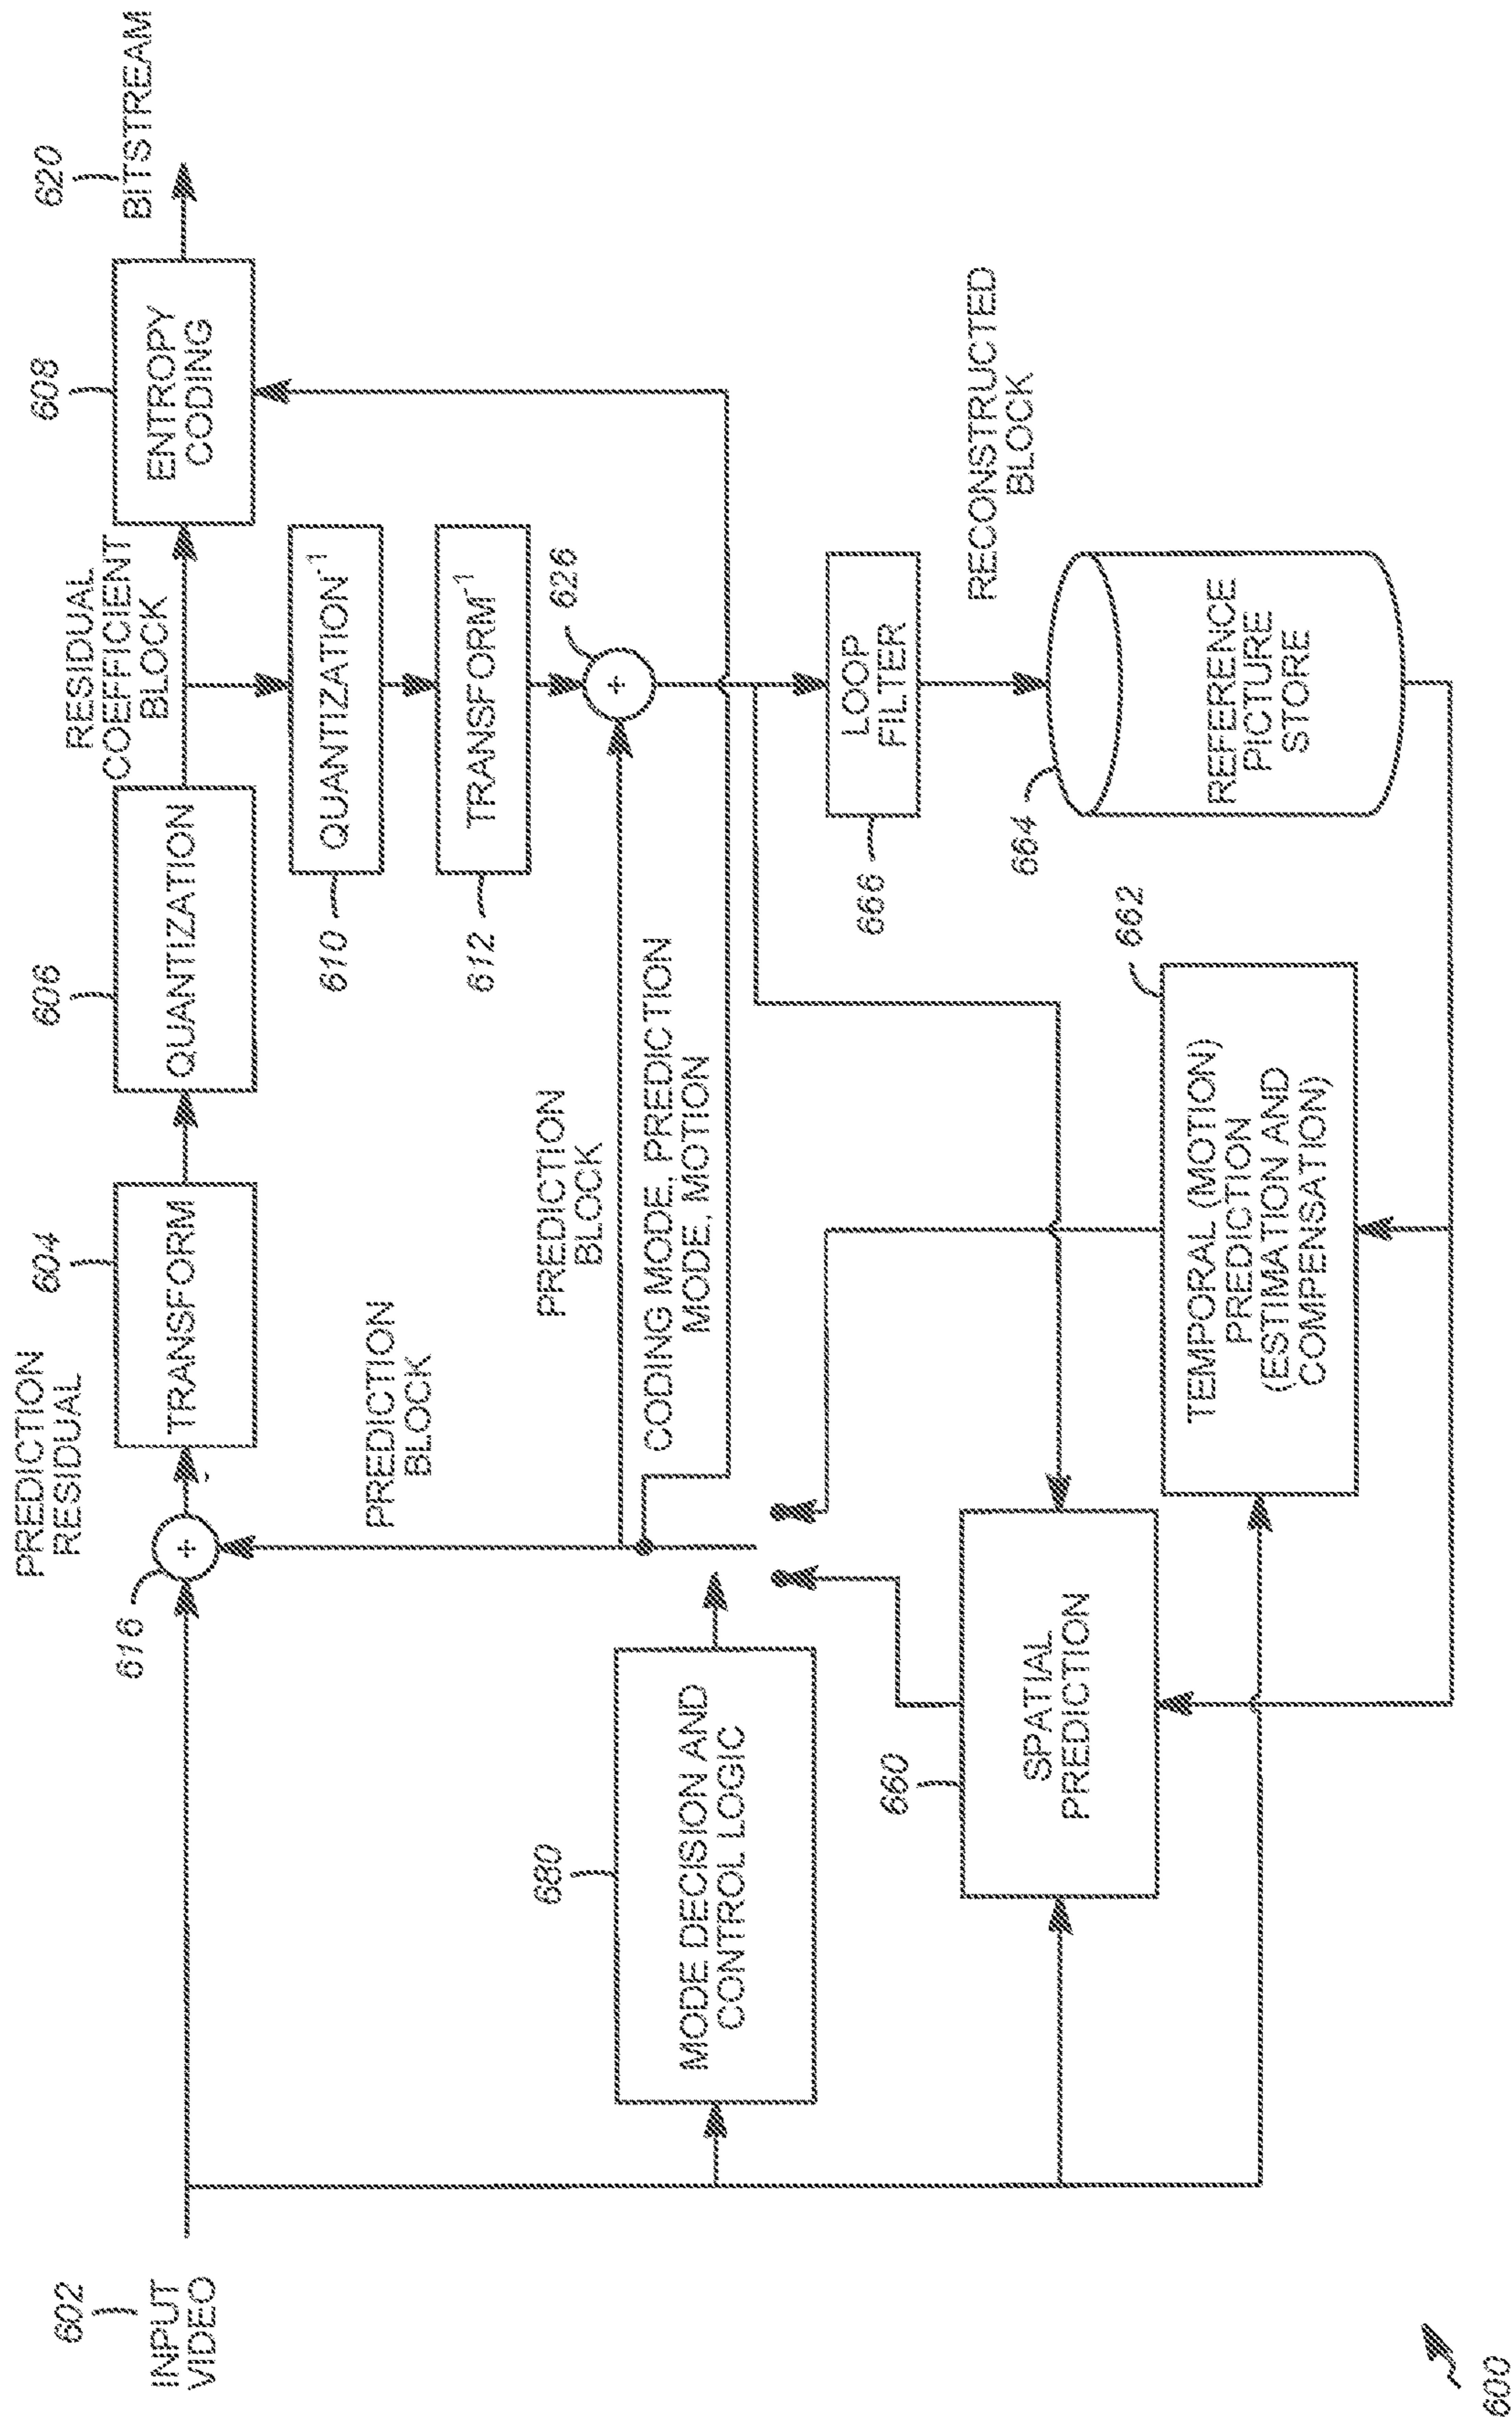 602
INPUT
VIDEO
616
PREDICTION
RESIDUAL
+
604
TRANSFORM
606
QUANTIZATION
RESIDUAL
COEFFICIENT
BLOCK
608
ENTROPY
CODING
620
BITSTREAM
PREDICTION
BLOCK
610
QUANTIZATION-1
612
TRANSFORM-1
626
+
PREDICTION
BLOCK
CODING MODE, PREDICTION
MODE, MOTION
680
MODE DECISION AND
CONTROL LOGIC
666
LOOP
FILTER
660
SPATIAL
PREDICTION
RECONSTRUCTED
BLOCK
662
TEMPORAL (MOTION)
PREDICTION
(ESTIMATION AND
COMPENSATION)
664
REFERENCE
PICTURE
STORE
600